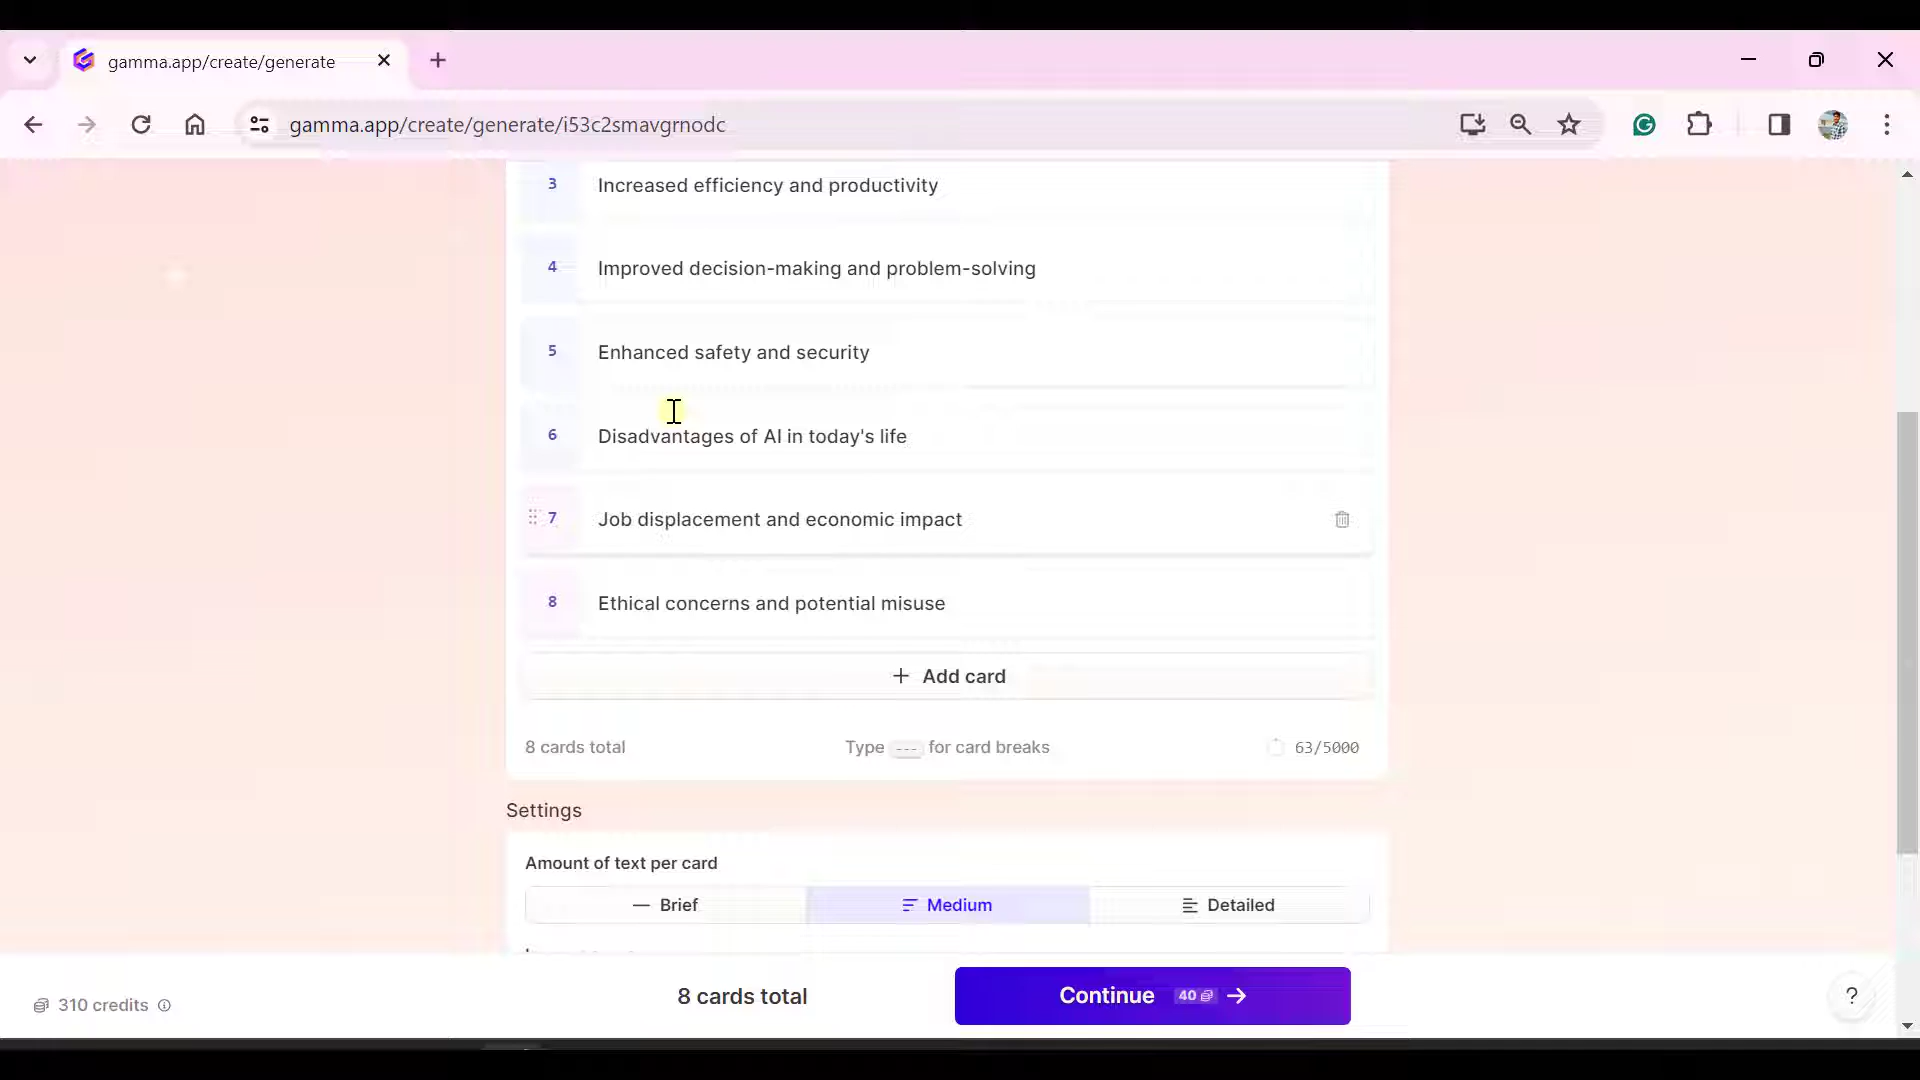 gamma.app/create/generate
gamma.app/create/generate/i53c2smavgrnodc
3 Increased efficiency and productivity
4 Improved decision-making and problem-solving
5 Enhanced safety and security
6 Disadvantages of AI in today's life
7 Job displacement and economic impact
8 Ethical concerns and potential misuse
+ Add card
8 cards total Type --- for card breaks 63/5000
Settings
Amount of text per card
Brief Medium Detailed
310 credits 8 cards total Continue 40 ?